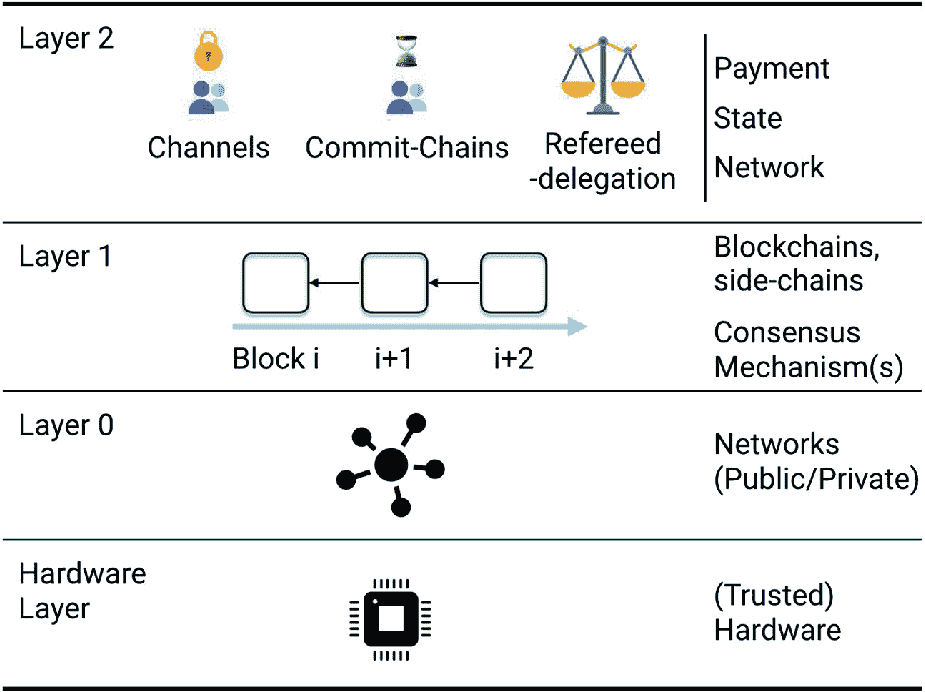 Layer 2
?
Channels
Commit-Chains
Refereed
-delegation
Payment
State
Network
Layer 1
Block i
i+1
i+2
Blockchains,
side-chains
Consensus
Mechanism(s)
Layer 0
Networks
(Public/Private)
Hardware
Layer
(Trusted)
Hardware